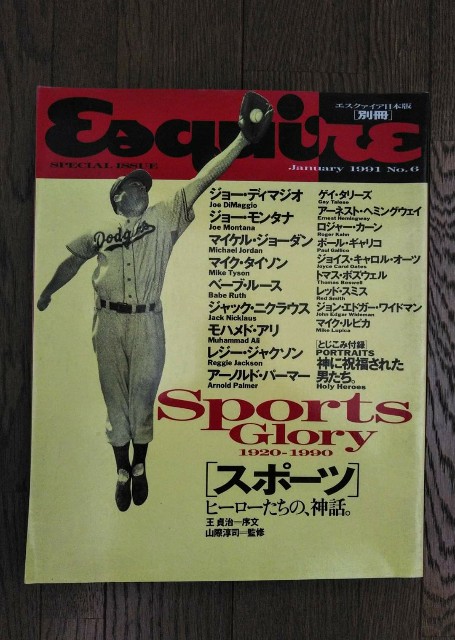 エスクァイア日本版
[別冊]
Esquire
SPECIAL ISSUE
January 1991 No.6
Dodgers
ジョー・ディマジオ
Joe DiMaggio
ジョー・モンタナ
Joe Montana
マイケル・ジョーダン
Michael Jordan
マイク・タイソン
Mike Tyson
ベーブ・ルース
Babe Ruth
ジャック・ニクラウス
Jack Nicklaus
モハメド・アリ
Muhammad Ali
レジー・ジャクソン
Reggie Jackson
アーノルド・パーマー
Arnold Palmer
ゲイ・タリーズ
Gay Talese
アーネスト・ヘミングウェイ
Ernest Hemingway
ロジャー・カーン
Roger Kahn
ポール・ギャリコ
Paul Gallico
ジョイス・キャロル・オーツ
Joyce Carol Oates
トマス・ボズウェル
Thomas Boswell
レッド・スミス
Red Smith
ジョン・エドガー・ワイドマン
John Edgar Wideman
マイク・ルピカ
Mike Lupica
[とじこみ付録]
PORTRAITS
神に祝福された
男たち。
Holy Heroes
Sports
Glory
1920-1990
[スポーツ]
ヒーローたちの、神話。
王 貞治―序文
山際淳司―監修